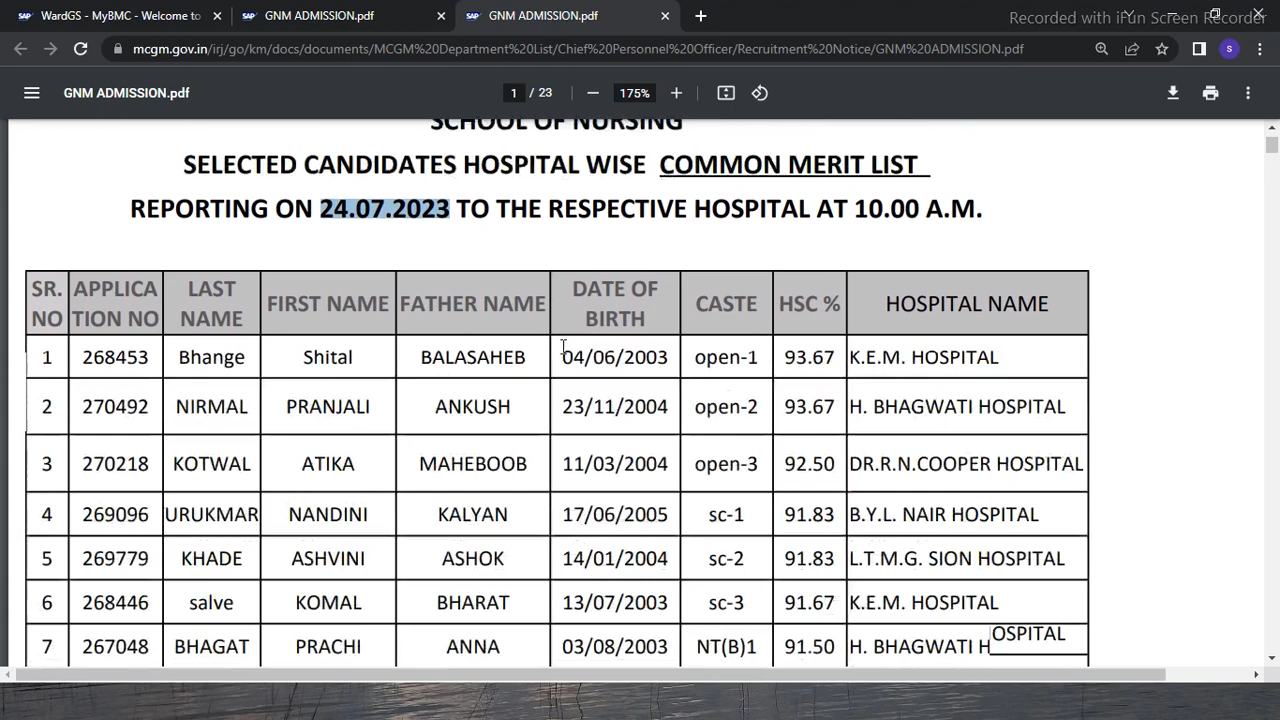 WardGS - MyBMC - Welcome to
GNM ADMISSION.pdf
GNM ADMISSION.pdf
Recorded with iFun Screen Recorder
mcgm.gov.in/irj/go/km/docs/documents/MCGM%20Department%20List/Chief%20Personnel%20Officer/Recruitment%20Notice/GNM%20ADMISSION.pdf
S
GNM ADMISSION.pdf
1 / 23
175%
SCHOOL OF NURSING
SELECTED CANDIDATES HOSPITAL WISE COMMON MERIT LIST
REPORTING ON 24.07.2023 TO THE RESPECTIVE HOSPITAL AT 10.00 A.M.
SR. NO APPLICATION NO LAST NAME FIRST NAME FATHER NAME DATE OF BIRTH CASTE HSC % HOSPITAL NAME
1 268453 Bhange Shital BALASAHEB 04/06/2003 open-1 93.67 K.E.M. HOSPITAL
2 270492 NIRMAL PRANJALI ANKUSH 23/11/2004 open-2 93.67 H. BHAGWATI HOSPITAL
3 270218 KOTWAL ATIKA MAHEBOOB 11/03/2004 open-3 92.50 DR.R.N.COOPER HOSPITAL
4 269096 URUKMAR NANDINI KALYAN 17/06/2005 sc-1 91.83 B.Y.L. NAIR HOSPITAL
5 269779 KHADE ASHVINI ASHOK 14/01/2004 sc-2 91.83 L.T.M.G. SION HOSPITAL
6 268446 salve KOMAL BHARAT 13/07/2003 sc-3 91.67 K.E.M. HOSPITAL
7 267048 BHAGAT PRACHI ANNA 03/08/2003 NT(B)1 91.50 H. BHAGWATI HOSPITAL